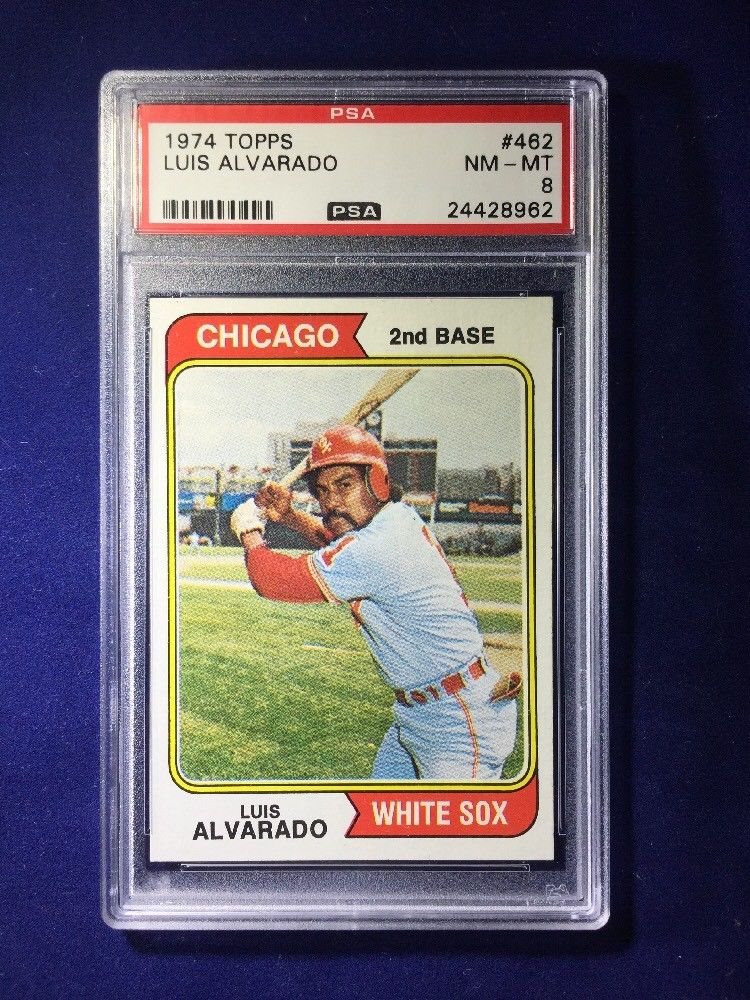 PSA
1974 TOPPS #462
LUIS ALVARADO NM - MT
8
PSA 24428962
CHICAGO 2nd BASE
LUIS
ALVARADO
WHITE SOX